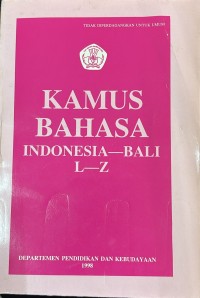 TIDAK DIPERDAGANGKAN UNTUK UMUM
KAMUS
BAHASA
INDONESIA—BALI
L—Z
DEPARTEMEN PENDIDIKAN DAN KEBUDAYAAN
1998